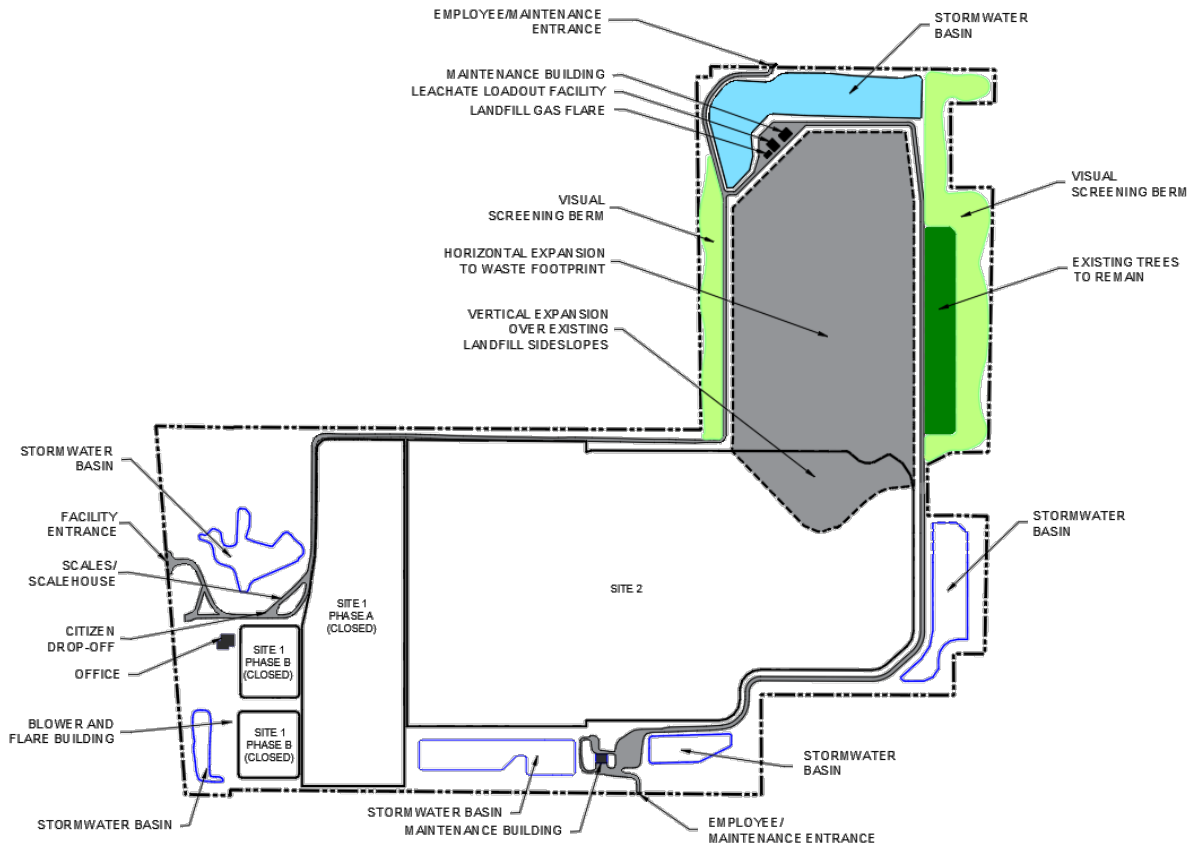 EMPLOYEE/MAINTENANCE
ENTRANCE
STORMWATER
BASIN
MAINTENANCE BUILDING
LEACHATE LOADOUT FACILITY
LANDFILL GAS FLARE
VISUAL
SCREENING BERM
VISUAL
SCREENING BERM
HORIZONTAL EXPANSION
TO WASTE FOOTPRINT
EXISTING TREES
TO REMAIN
VERTICAL EXPANSION
OVER EXISTING
LANDFILL SIDESLOPES
STORMWATER
BASIN
FACILITY
ENTRANCE
STORMWATER
BASIN
SCALES/
SCALEHOUSE
SITE 2
SITE 1
PHASE A
(CLOSED)
CITIZEN
DROP-OFF
OFFICE
SITE 1
PHASE B
(CLOSED)
BLOWER AND
FLARE BUILDING
SITE 1
PHASE B
(CLOSED)
STORMWATER
BASIN
STORMWATER BASIN
STORMWATER BASIN
MAINTENANCE BUILDING
EMPLOYEE/
MAINTENANCE ENTRANCE